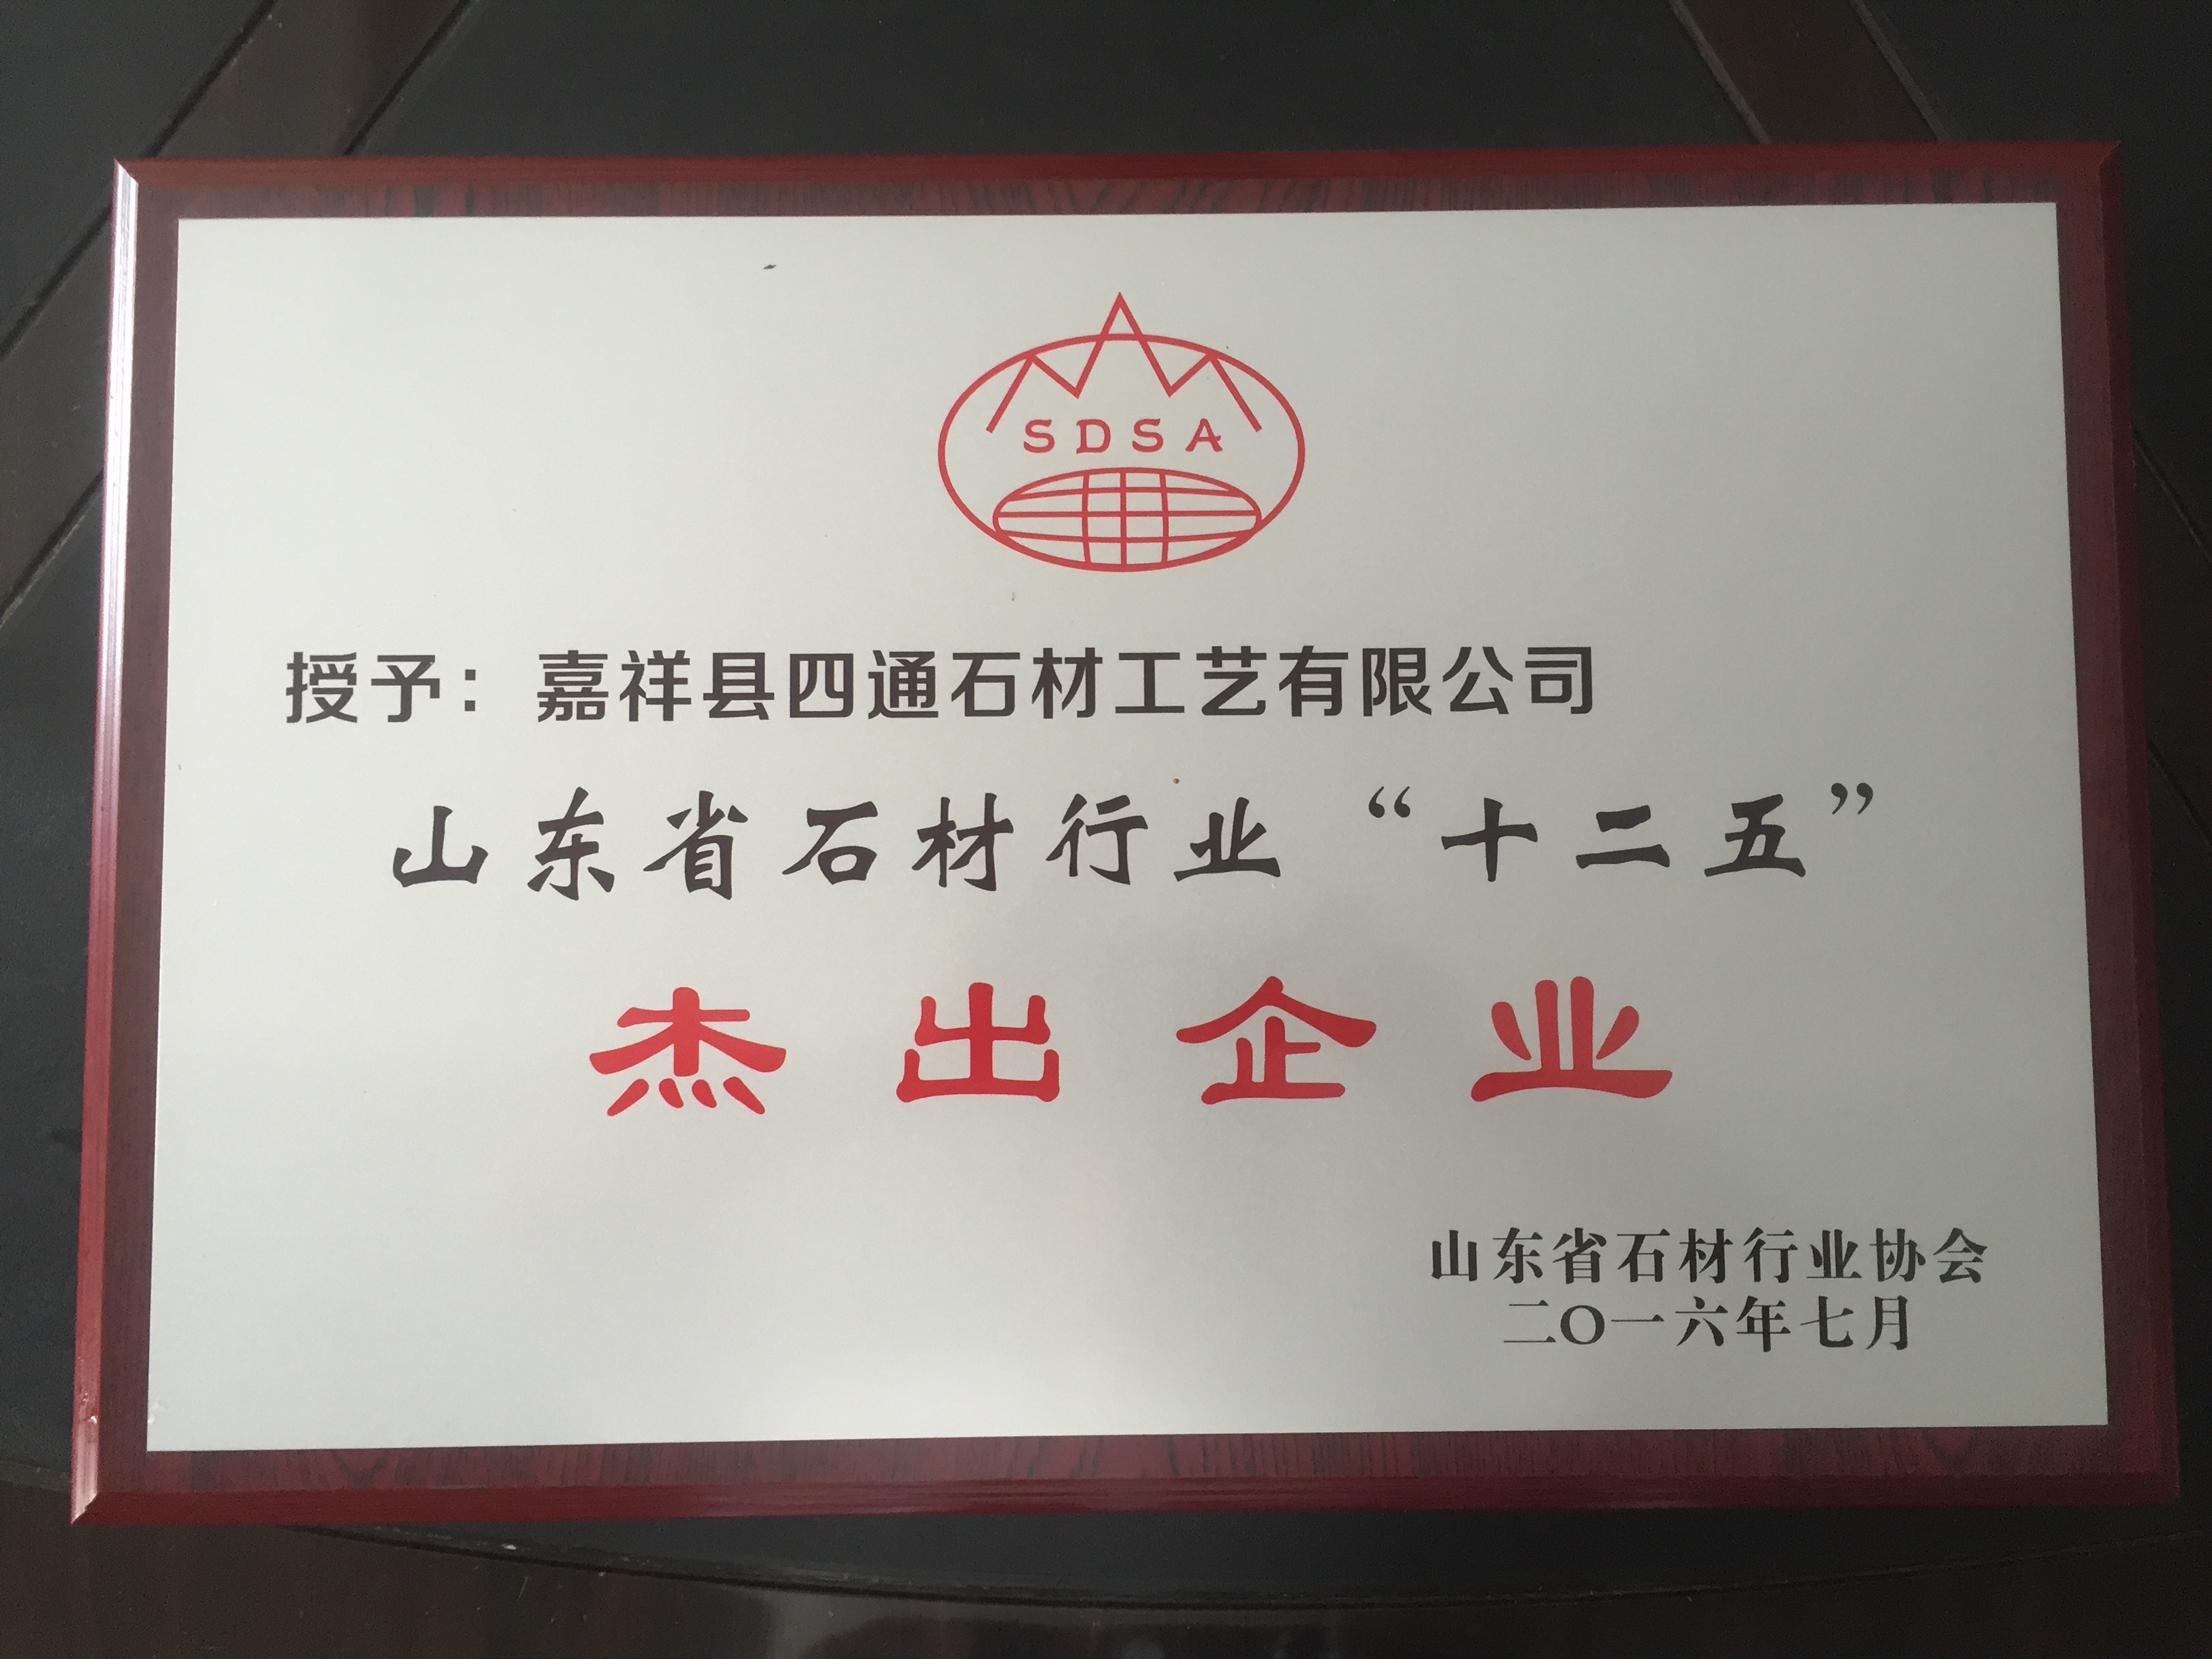 SDSA
授予：嘉祥县四通石材工艺有限公司
山东省石材行业“十二五”
杰出企业
山东省石材行业协会
二〇一六年七月